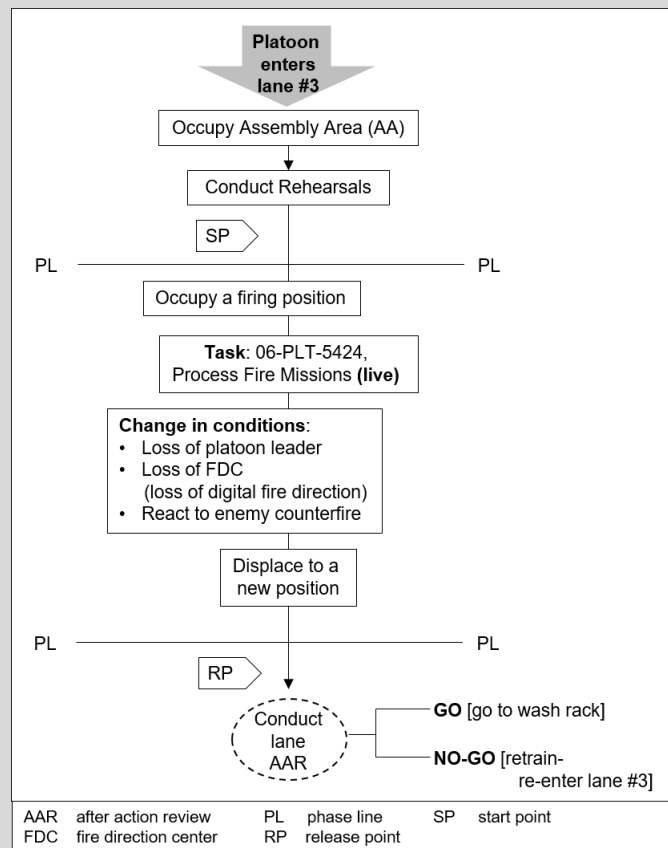 Platoon
enters
lane #3
Occupy Assembly Area (AA)
Conduct Rehearsals
SP
PL PL
Occupy a firing position
Task: 06-PLT-5424,
Process Fire Missions (live)
Change in conditions:
• Loss of platoon leader
• Loss of FDC
(loss of digital fire direction)
• React to enemy counterfire
Displace to a
new position
PL PL
RP
Conduct
lane
AAR
GO [go to wash rack]
NO-GO [retrain-
re-enter lane #3]
AAR after action review PL phase line SP start point
FDC fire direction center RP release point